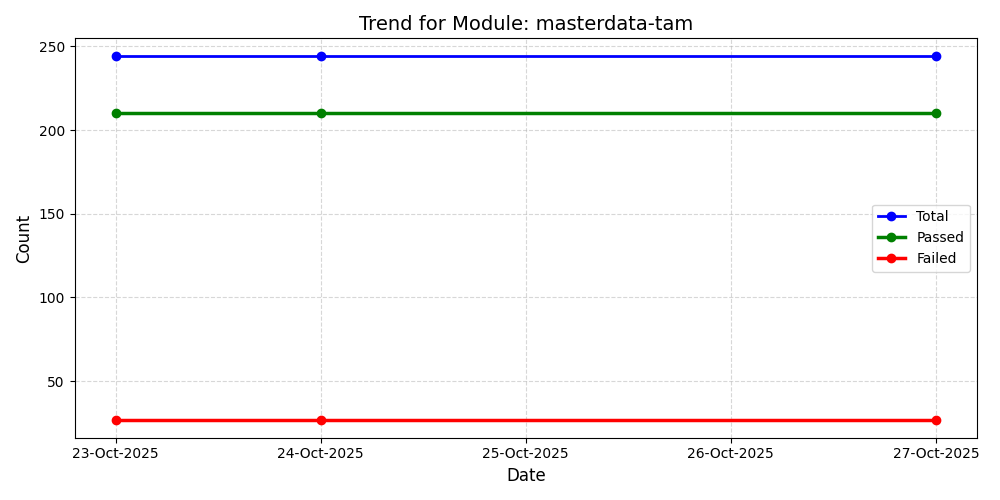 Trend for Module: masterdata-tam
250
200
150
100
50
Count
Total
Passed
Failed
23-Oct-2025 24-Oct-2025 25-Oct-2025 26-Oct-2025 27-Oct-2025
Date